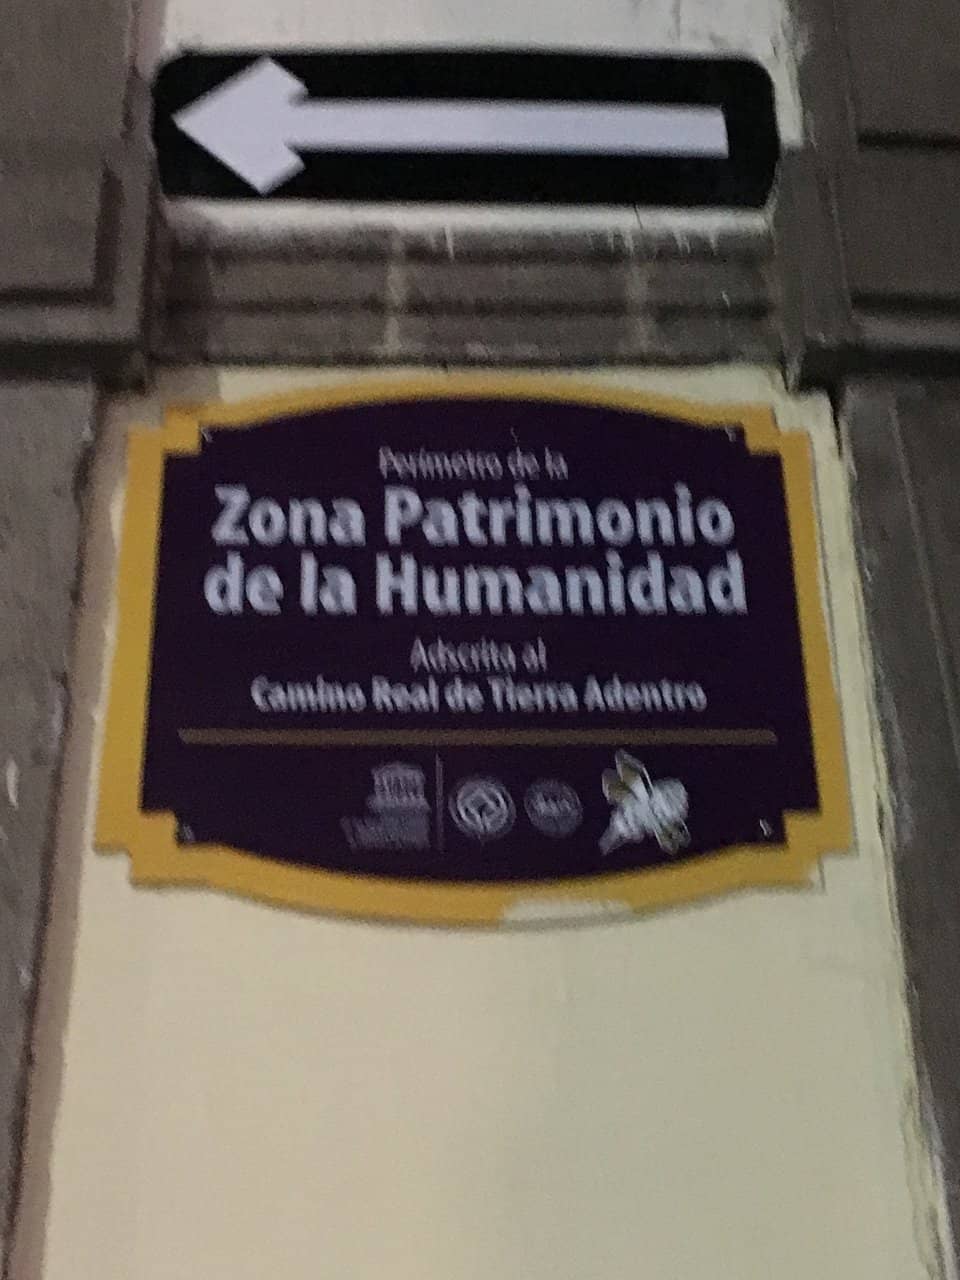 Perímetro de la
Zona Patrimonio
de la Humanidad
Adscrita al
Camino Real de Tierra Adentro